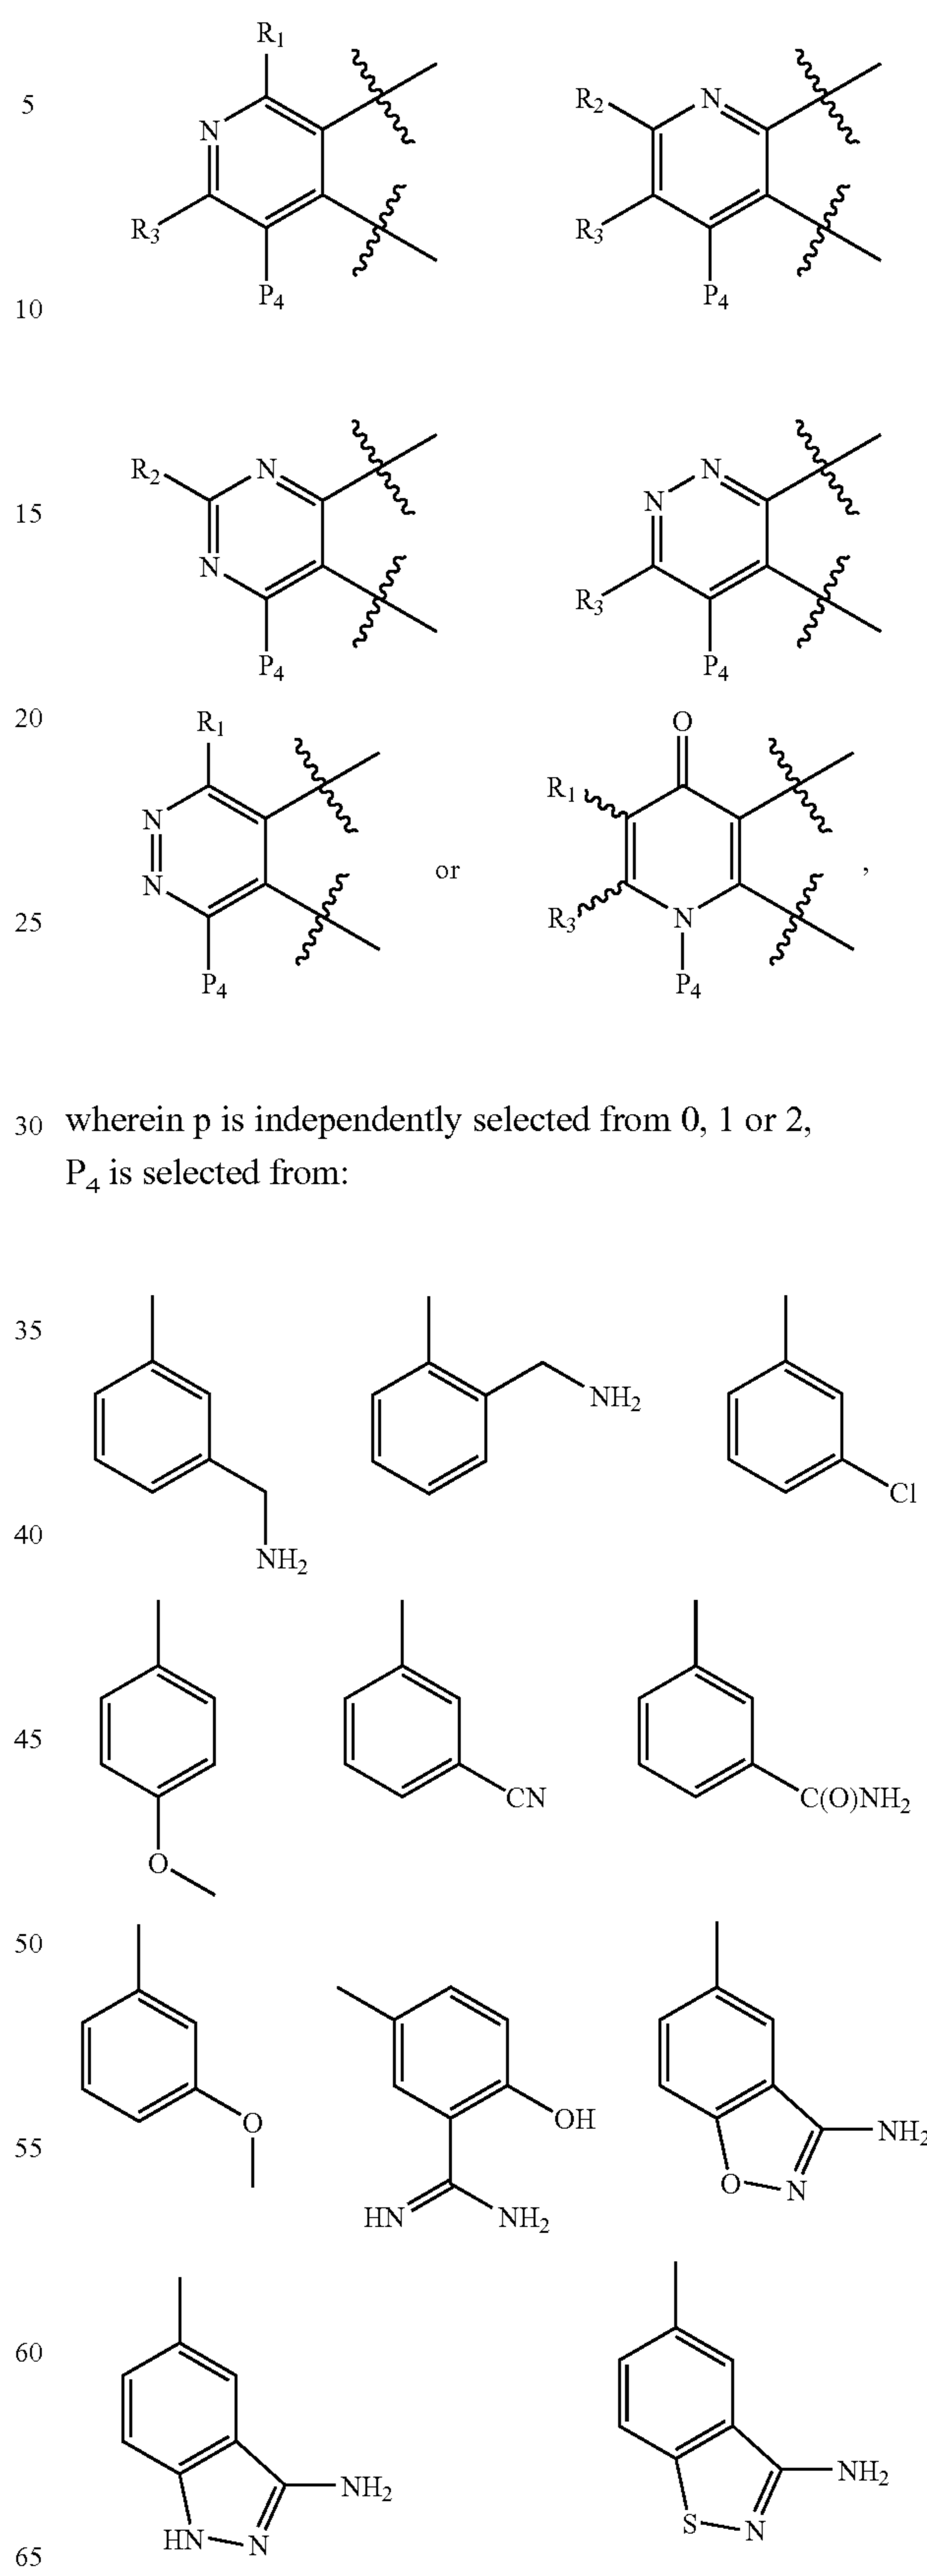 R1
5
N
R3
P4
R2
N
R3
P4
10
R2
N
N
P4
15
N
N
R3
P4
20
R1
N
N
P4
or
O
R1
R3
N
P4
,
25
30 wherein p is independently selected from 0, 1 or 2,
P4 is selected from:
35
NH2
NH2
Cl
40
45
O
CN
C(O)NH2
50
O
OH
HN
NH2
O
N
NH2
55
60
HN
N
NH2
S
N
NH2
65